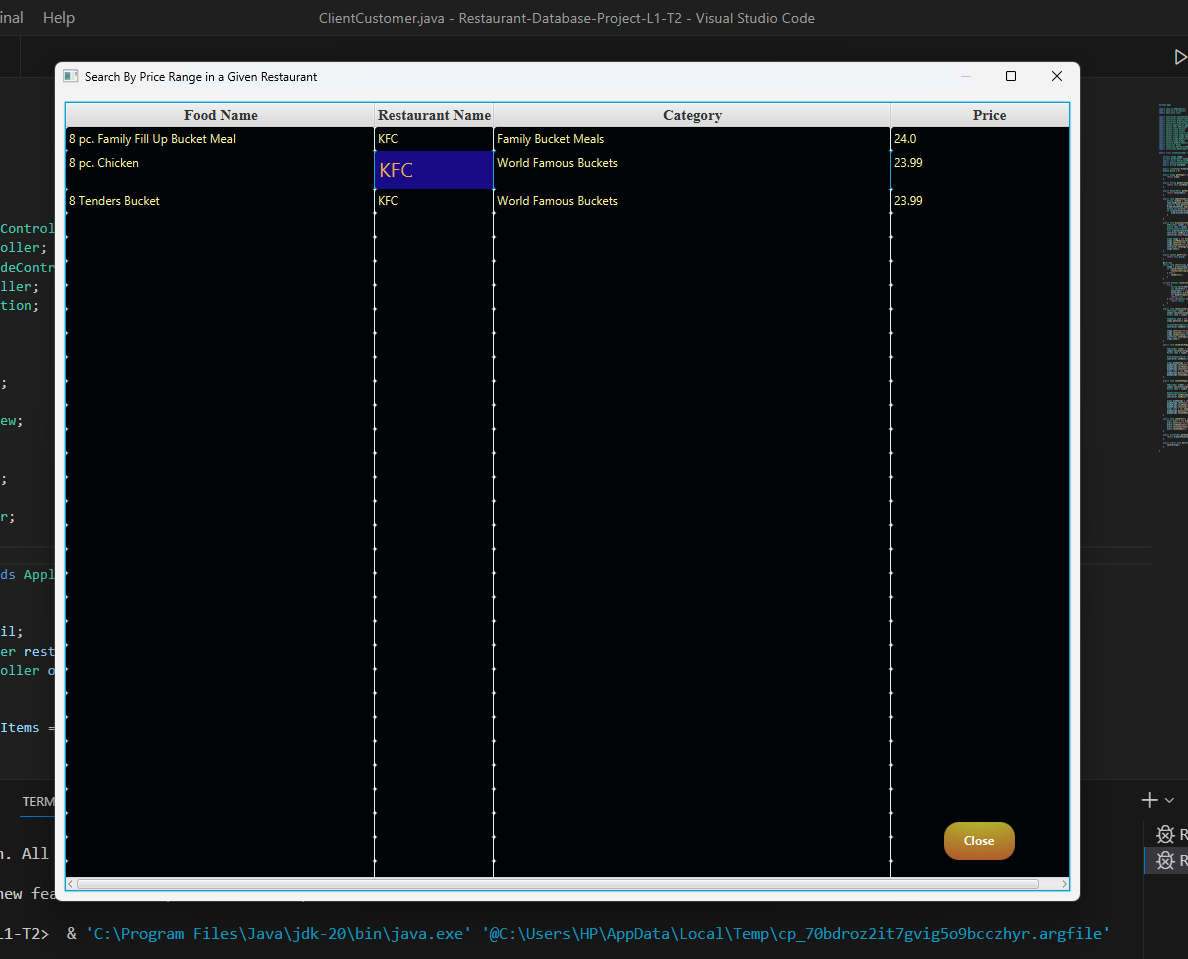 inal Help ClientCustomer.java - Restaurant-Database-Project-L1-T2 - Visual Studio Code
Search By Price Range in a Given Restaurant
Food Name Restaurant Name Category Price
8 pc. Family Fill Up Bucket Meal KFC Family Bucket Meals 24.0
8 pc. Chicken KFC World Famous Buckets 23.99
8 Tenders Bucket KFC World Famous Buckets 23.99
Control
oller;
deContr
ller;
tion;
;
ew;
;
r;
ds Appl
il;
er rest
oller o
Items =
Close
TERM
n. All
new fea
L1-T2> & 'C:\Program Files\Java\jdk-20\bin\java.exe' '@C:\Users\HP\AppData\Local\Temp\cp_70bdroz2it7gvig5o9bcczhyr.argfile'
R
R